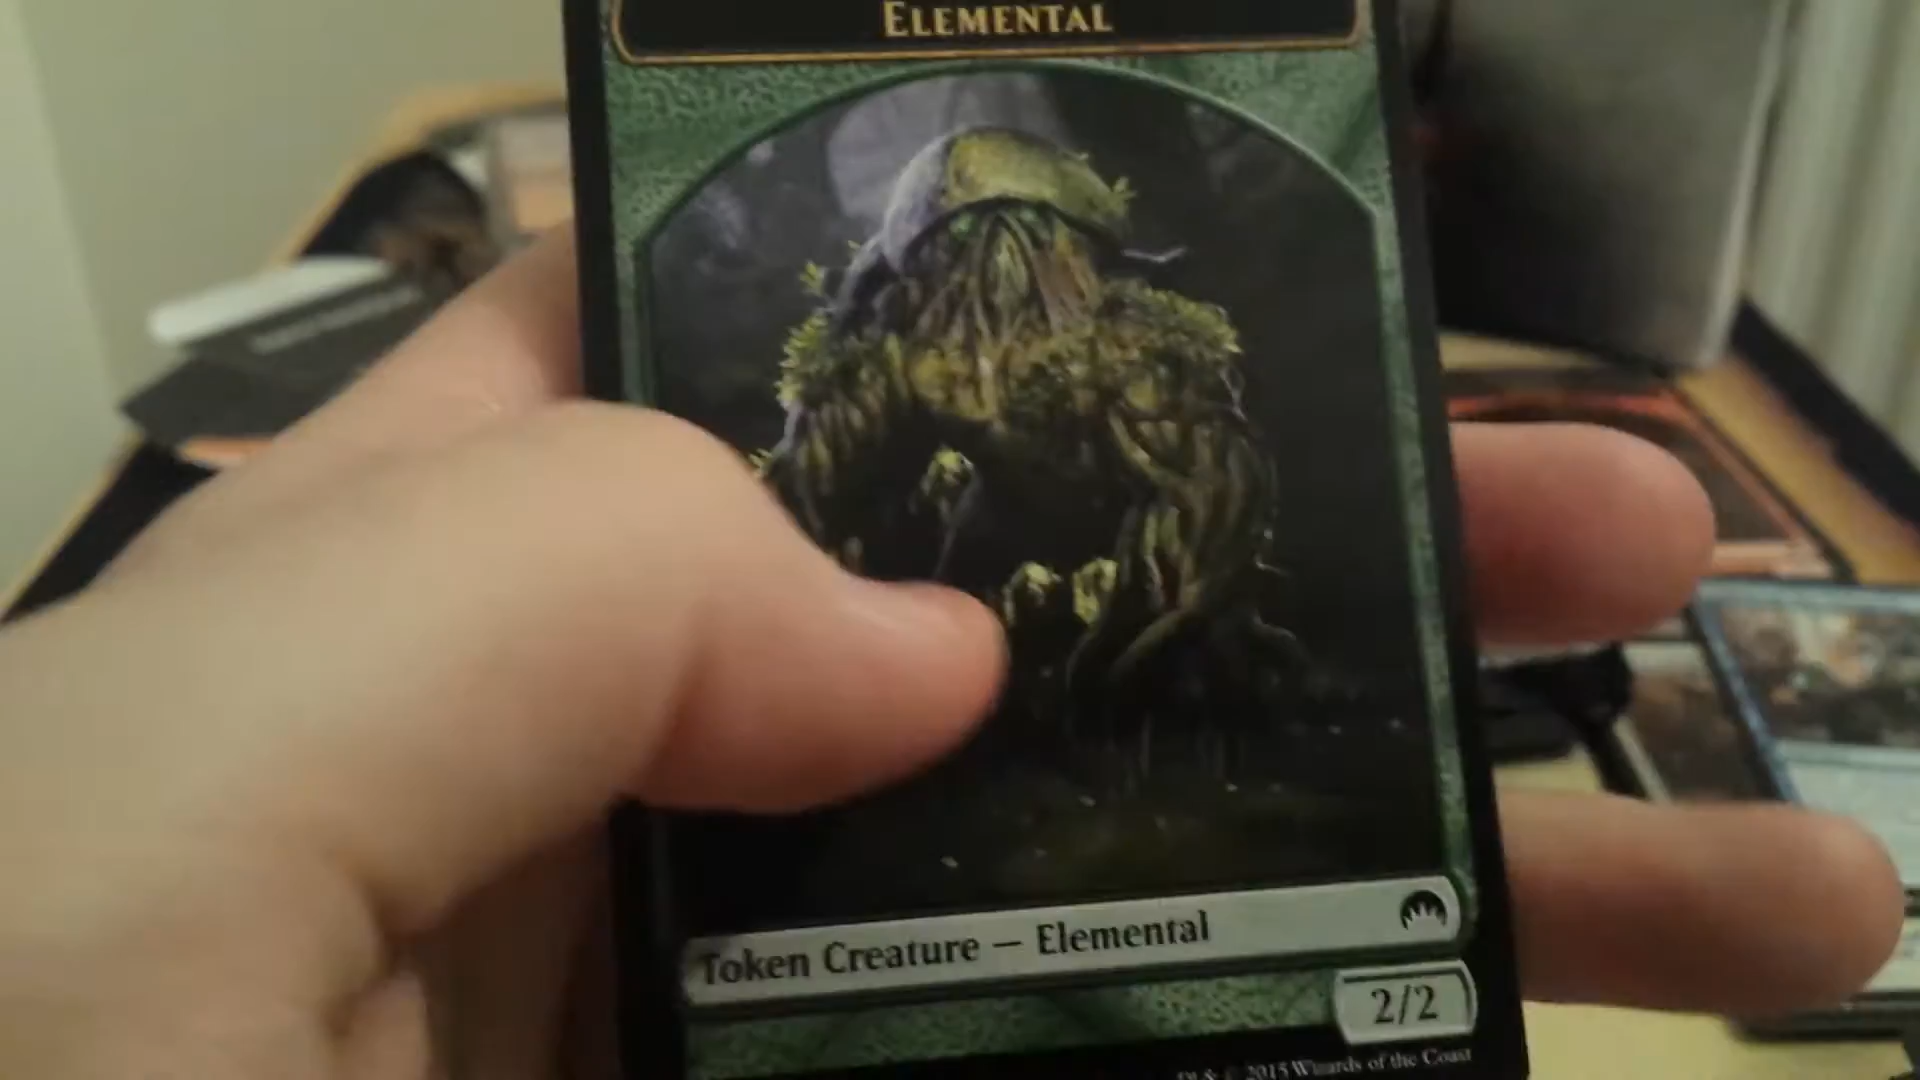 ELEMENTAL
Token Creature — Elemental
2/2
& © 2015 Wizards of the Coast